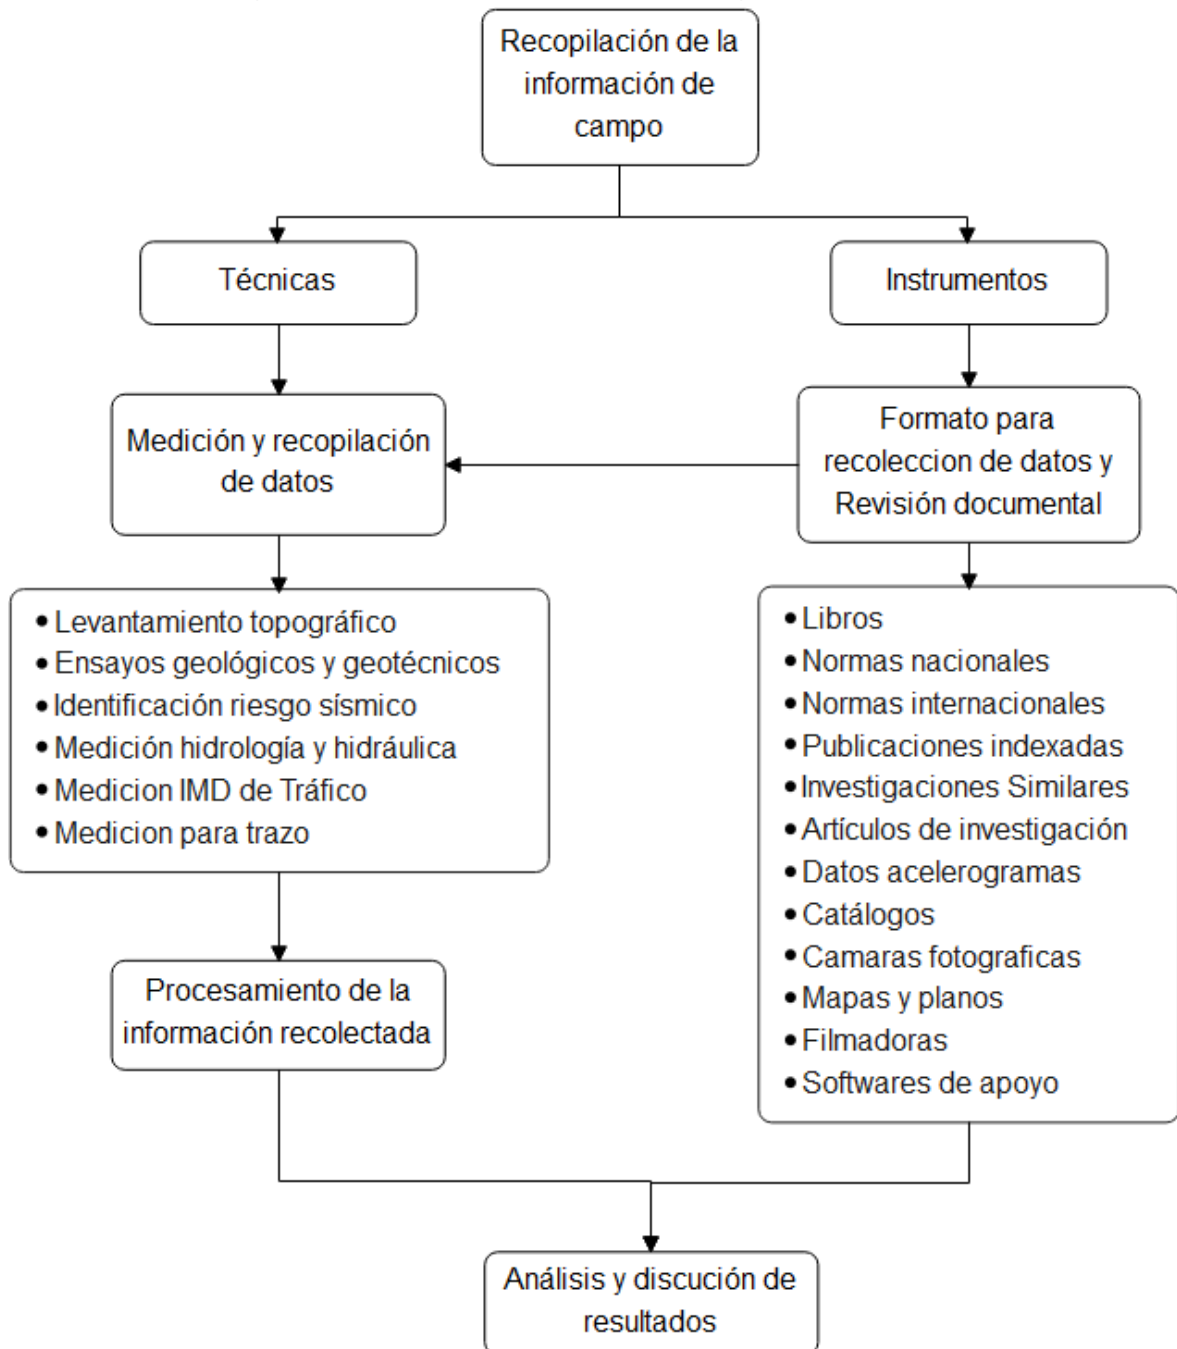 Recopilación de la
información de
campo
Técnicas
Instrumentos
Medición y recopilación
de datos
Formato para
recoleccion de datos y
Revisión documental
• Levantamiento topográfico
• Ensayos geológicos y geotécnicos
• Identificación riesgo sísmico
• Medición hidrología y hidráulica
• Medicion IMD de Tráfico
• Medicion para trazo
• Libros
• Normas nacionales
• Normas internacionales
• Publicaciones indexadas
• Investigaciones Similares
• Artículos de investigación
• Datos acelerogramas
• Catálogos
• Camaras fotograficas
• Mapas y planos
• Filmadoras
• Softwares de apoyo
Procesamiento de la
información recolectada
Análisis y discución de
resultados